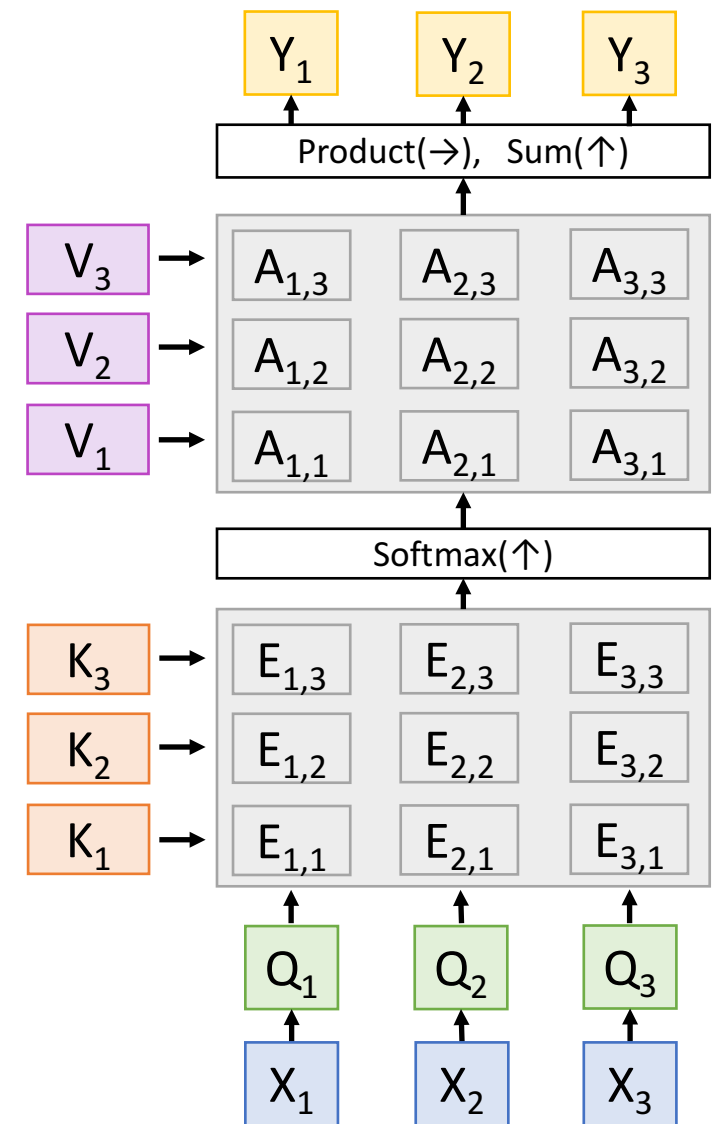 Y₁ Y₂ Y₃
Product(→), Sum(↑)
V₃ A₁,₃ A₂,₃ A₃,₃
V₂ A₁,₂ A₂,₂ A₃,₂
V₁ A₁,₁ A₂,₁ A₃,₁
Softmax(↑)
K₃ E₁,₃ E₂,₃ E₃,₃
K₂ E₁,₂ E₂,₂ E₃,₂
K₁ E₁,₁ E₂,₁ E₃,₁
Q₁ Q₂ Q₃
X₁ X₂ X₃